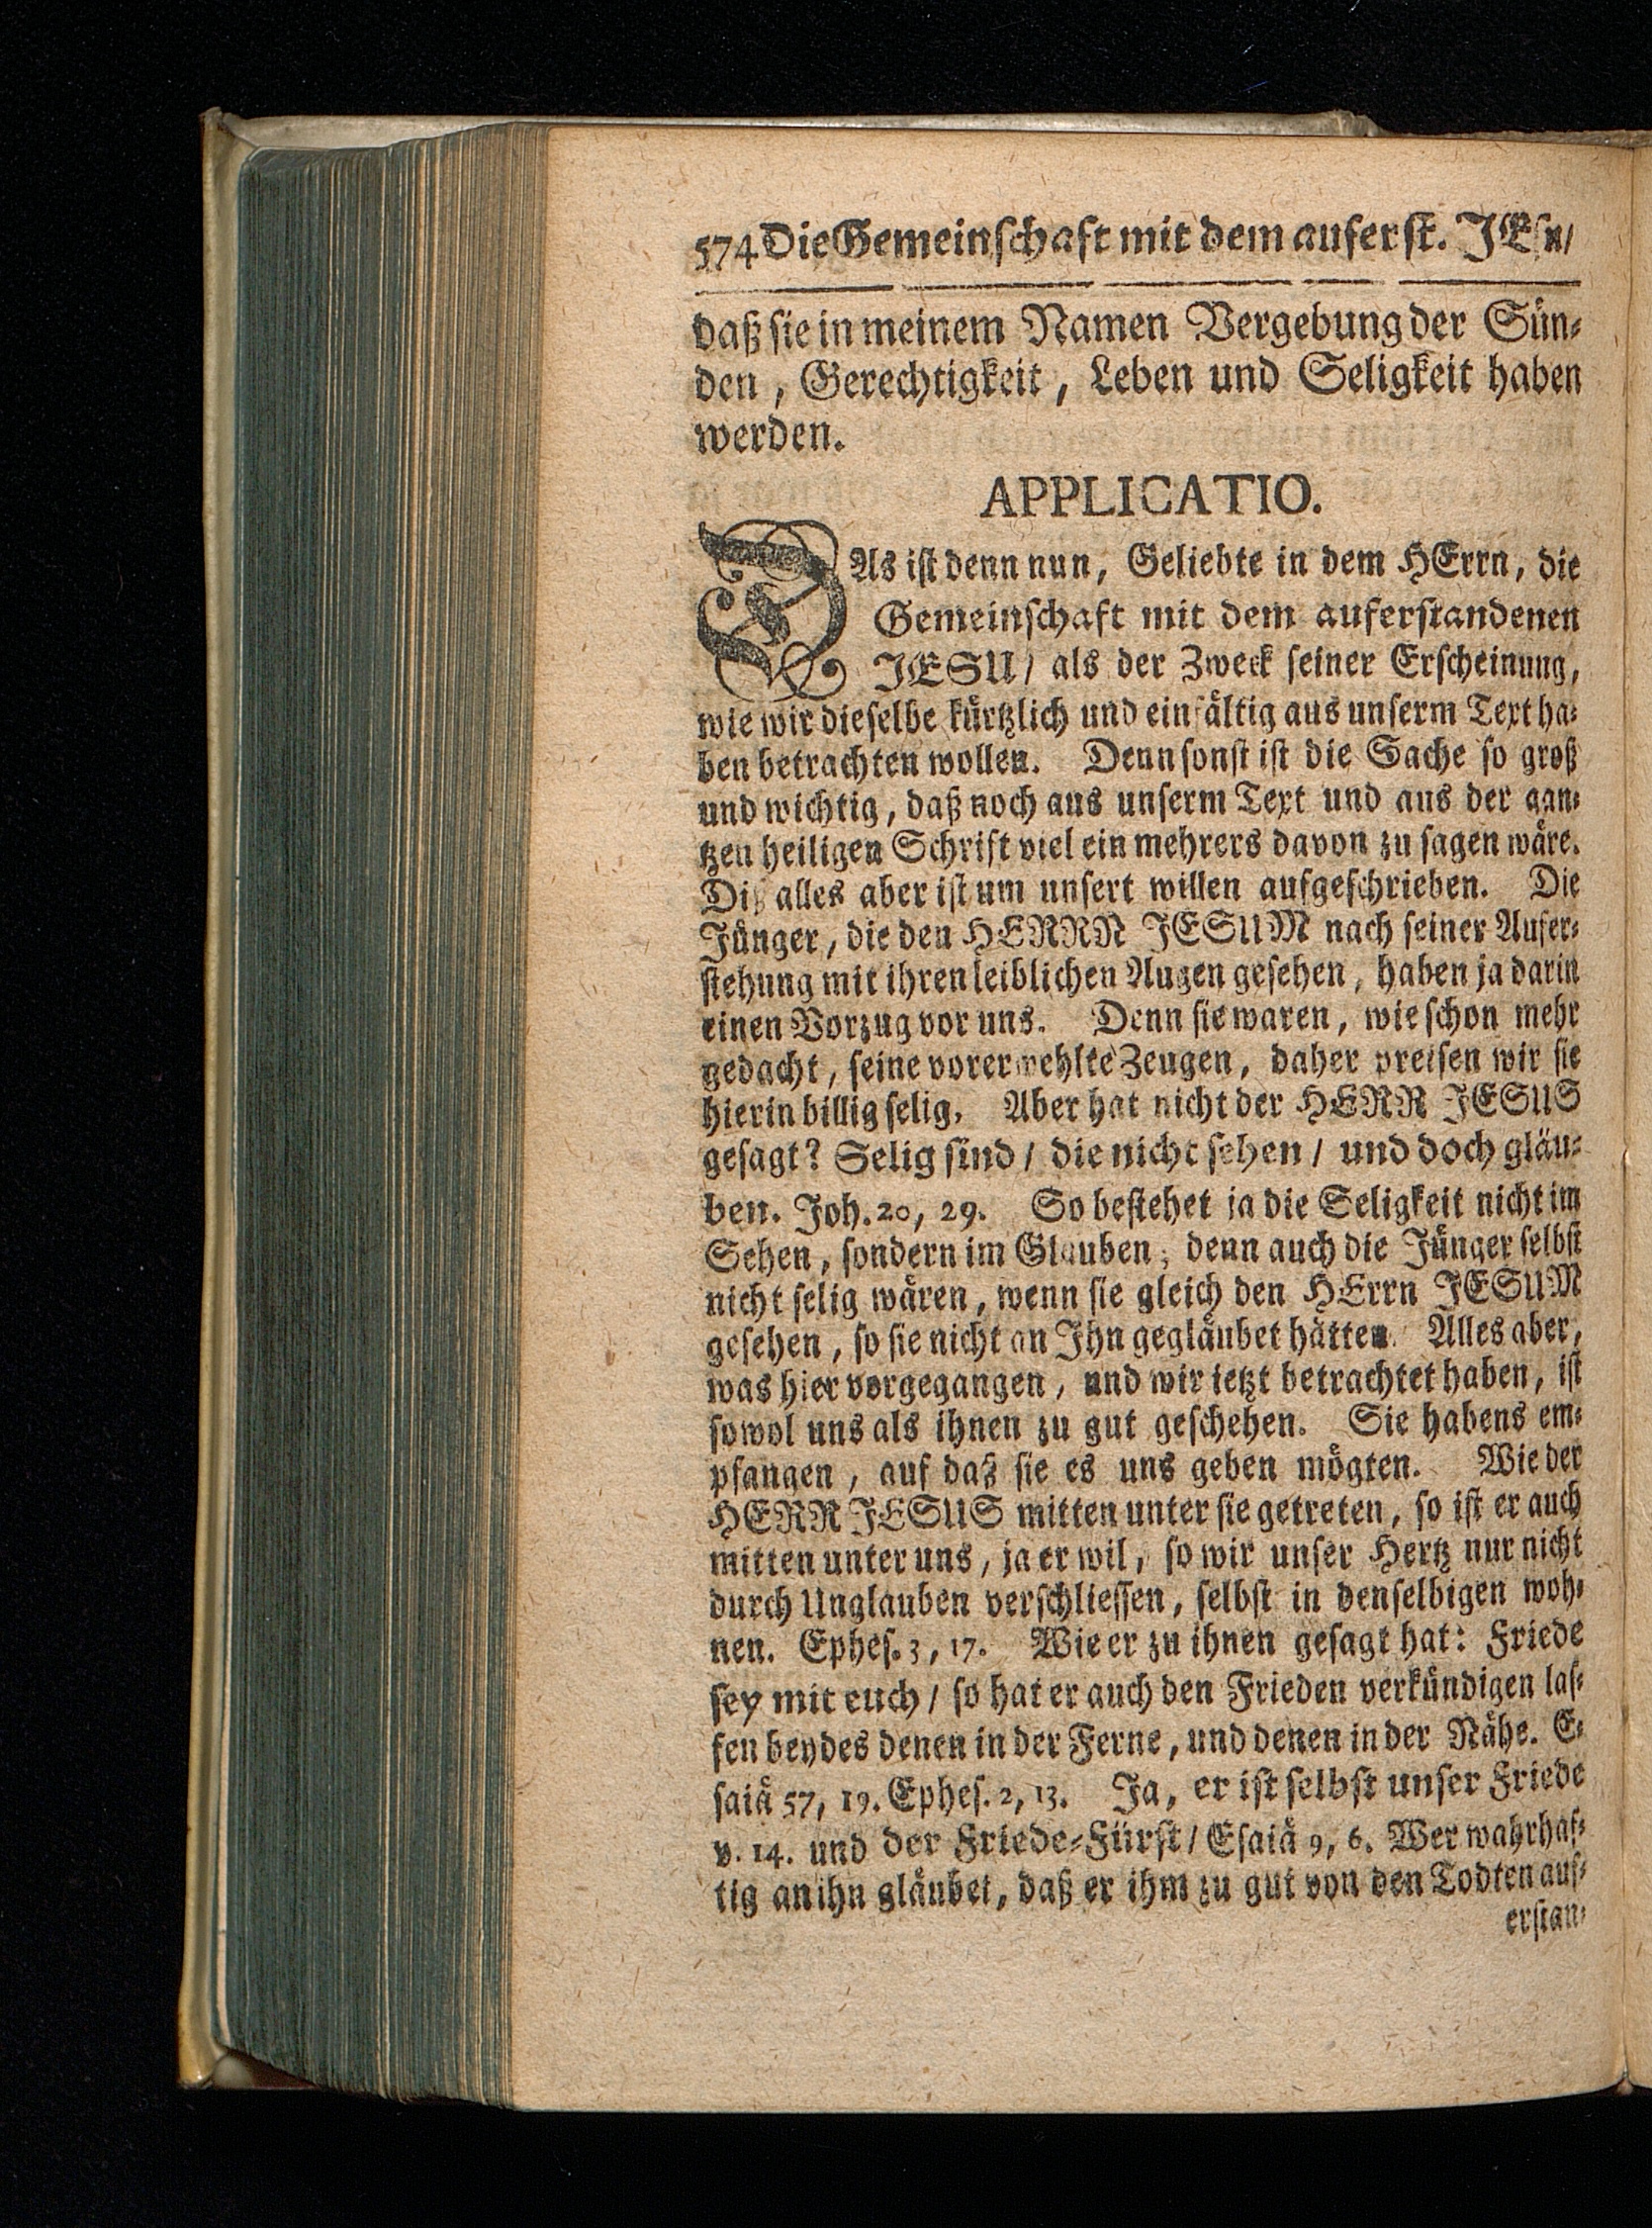 574 Die Gemeinschaft mit dem auferst. JEsu/
daß sie in meinem Namen Vergebung der Sün-
den, Gerechtigkeit, Leben und Seligkeit haben
werden.
APPLICATIO.
DAs ist denn nun, Geliebte in dem HErrn, die
Gemeinschaft mit dem auferstandenen
JESU/ als der Zweck seiner Erscheinung,
wie wir dieselbe kürtzlich und einfältig aus unserm Text ha-
ben betrachten wollen. Denn sonst ist die Sache so groß
und wichtig, daß noch aus unserm Text und aus der gan-
tzen heiligen Schrift viel ein mehrers davon zu sagen wäre.
Diß alles aber ist um unsert willen aufgeschrieben. Die
Jünger, die den HERRN JESUM nach seiner Aufer-
stehung mit ihren leiblichen Augen gesehen, haben ja darin
einen Vorzug vor uns. Denn sie waren, wie schon mehr
gedacht, seine vorerwehlte Zeugen, daher preisen wir sie
hierin billig selig. Aber hat nicht der HERR JESUS
gesagt? Selig sind/ die nicht sehen/ und doch gläu-
ben. Joh. 20, 29. So bestehet ja die Seligkeit nicht im
Sehen, sondern im Glauben; denn auch die Jünger selbst
nicht selig wären, wenn sie gleich den HErrn JESUM
gesehen, so sie nicht an Ihn gegläubet hätten. Alles aber,
was hier vorgegangen, und wir ietzt betrachtet haben, ist
sowol uns als ihnen zu gut geschehen. Sie habens em-
pfangen, auf daß sie es uns geben mögten. Wie der
HERR JESUS mitten unter sie getreten, so ist er auch
mitten unter uns, ja er wil, so wir unser Hertz nur nicht
durch Unglauben verschliessen, selbst in denselbigen woh-
nen. Ephes. 3, 17. Wie er zu ihnen gesagt hat: Friede
sey mit euch/ so hat er auch den Frieden verkündigen las-
sen beydes denen in der Ferne, und denen in der Nähe. E-
saiä 57, 19. Ephes. 2, 13. Ja, er ist selbst unser Friede
v. 14. und der Friede-Fürst/ Esaiä 9, 6. Wer wahrhaf-
tig an ihn gläubet, daß er ihm zu gut von den Todten auf-
erstan-